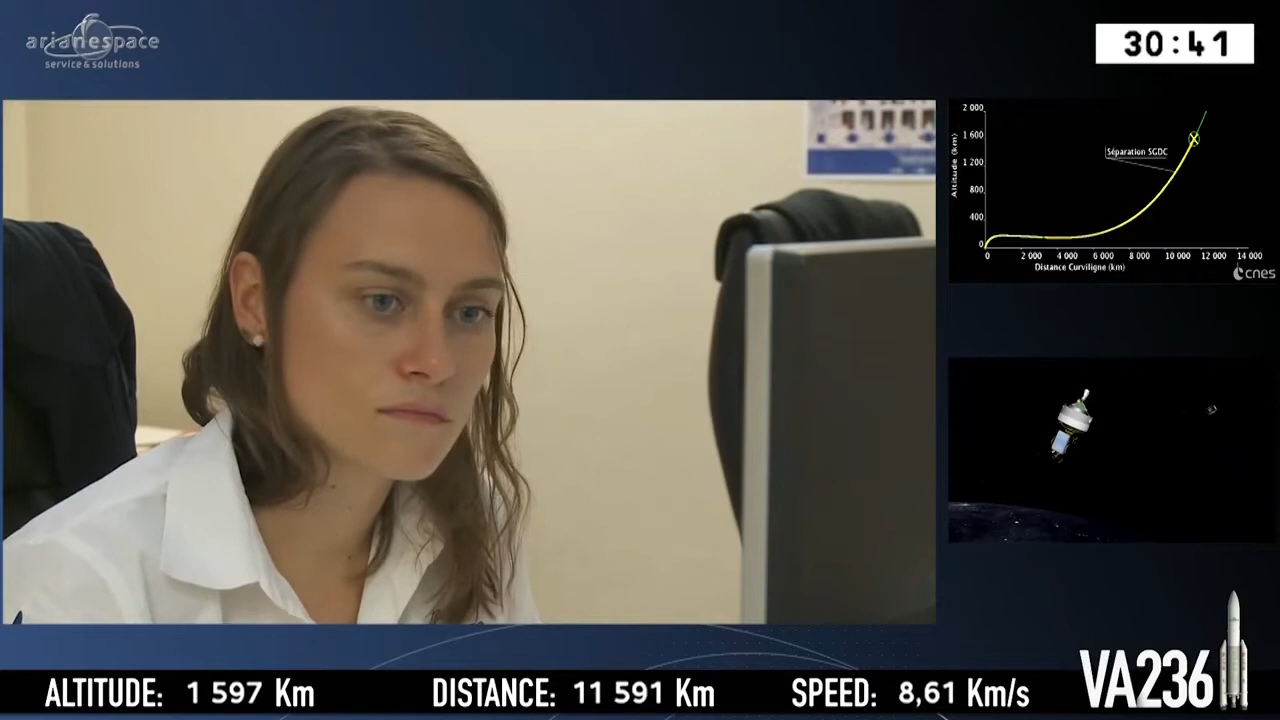 arianespace
service & solutions
30:41
2 000
1 600
1 200
800
400
0
Altitude (km)
Séparation SGDC
0 2 000 4 000 6 000 8 000 10 000 12 000 14 000
Distance Curviligne (km)
cnes
VA236
ALTITUDE: 1 597 Km DISTANCE: 11 591 Km SPEED: 8,61 Km/s